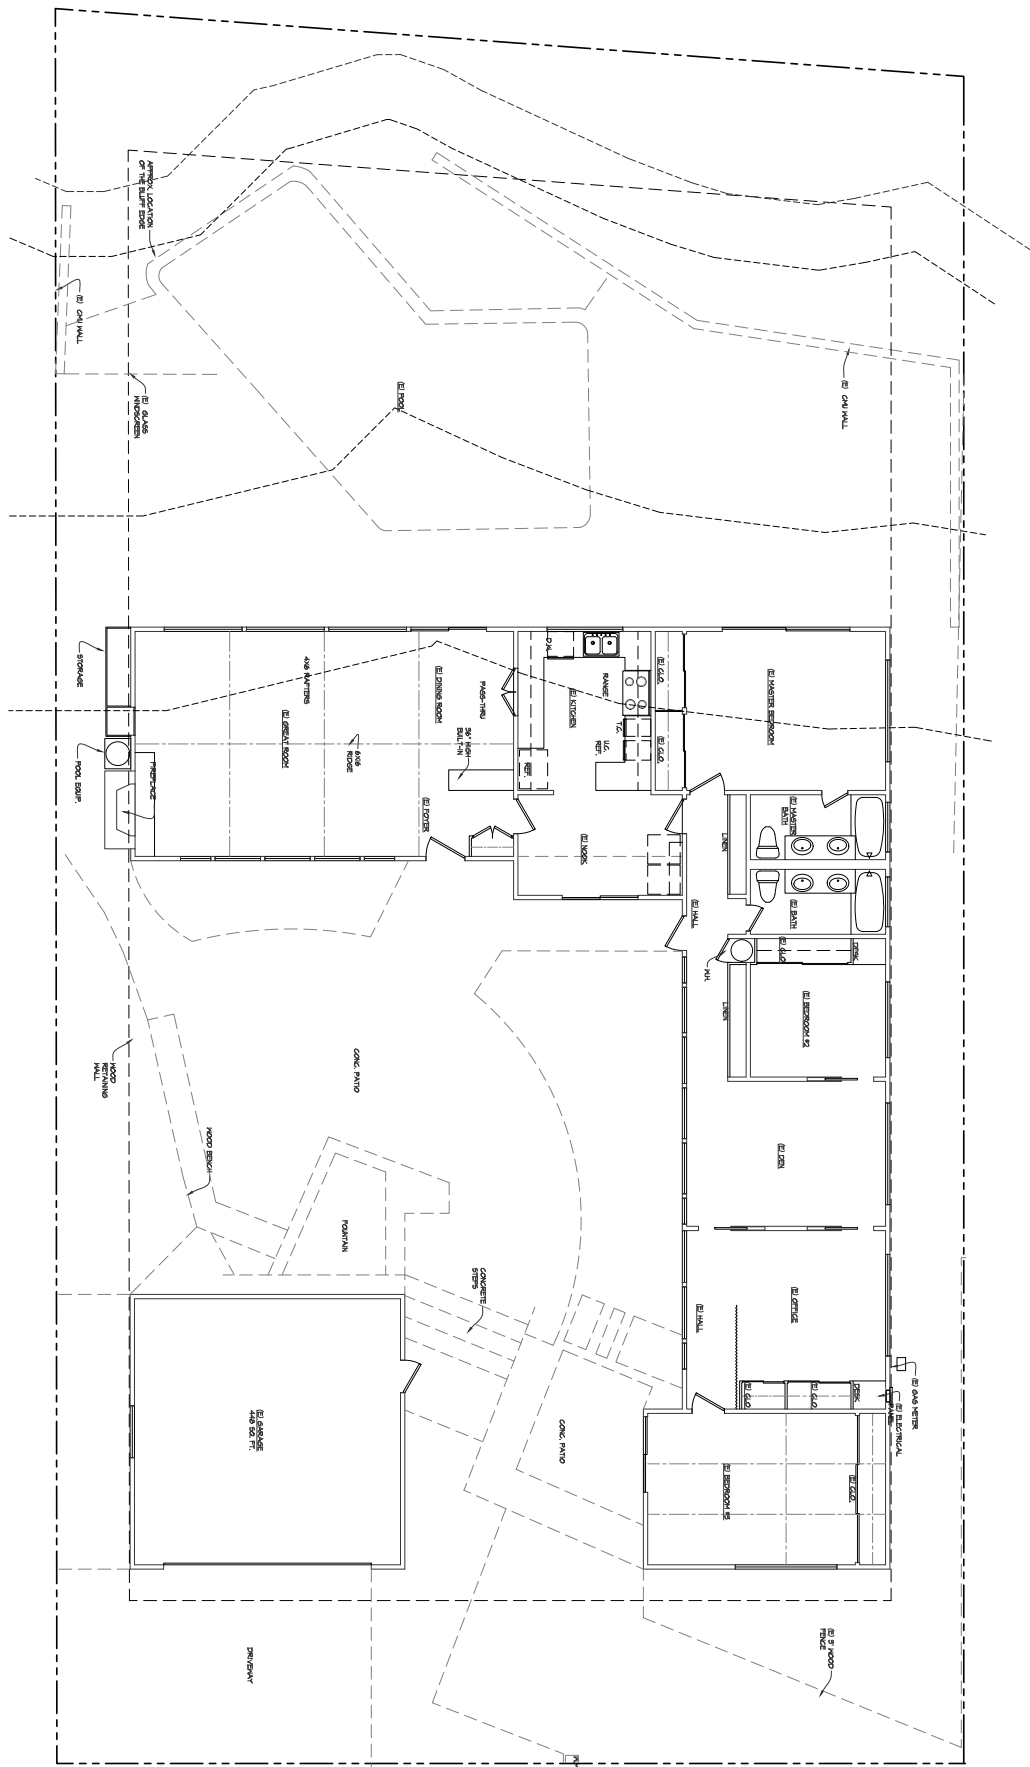 APPROX. LOCATION
OF THE BLUFF EDGE
(E) CMU WALL
(E) GLASS
WINDSCREEN
(E) POOL
(E) CMU WALL
STORAGE
POOL EQUIP.
FIREPLACE
4X6 RAFTERS
(E) GREAT ROOM
6X16
RIDGE
(E) DINING ROOM
PASS-THRU
36" HIGH
BUILT-IN
(E) FOYER
D.W.
RANGE
(E) KITCHEN
T.C.
U.C.
REF.
REF.
(E) NOOK
(E) CLO.
(E) CLO.
(E) MASTER BEDROOM
LINEN
(E) MASTER
BATH
(E) BATH
(E) HALL
W.H.
(E) CLO.
DESK
LINEN
(E) BEDROOM #2
(E) DEN
(E) OFFICE
(E) HALL
(E) CLO.
(E) CLO.
DESK
(E) GAS METER
(E) ELECTRICAL
PANEL
(E) BEDROOM #3
(E) CLO.
CONC. PATIO
WOOD
RETAINING
WALL
WOOD BENCH
FOUNTAIN
CONCRETE
STEPS
CONC. PATIO
(E) GARAGE
448 SQ. FT.
DRIVEWAY
(E) 5' WOOD
FENCE